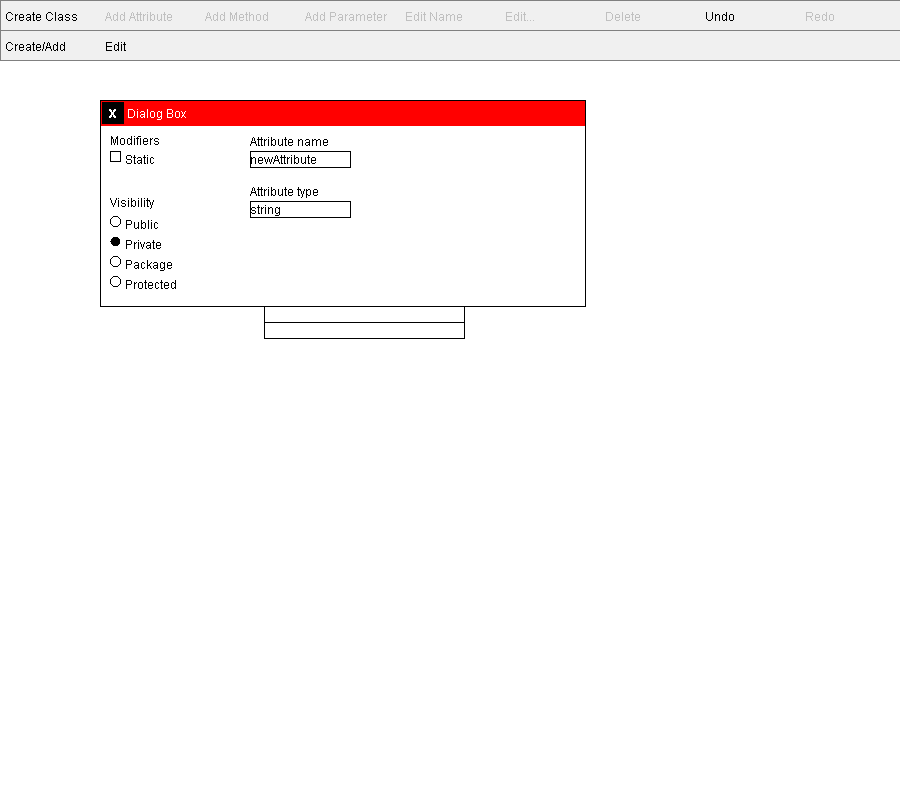 Create Class Add Attribute Add Method Add Parameter Edit Name Edit... Delete Undo Redo
Create/Add Edit
X Dialog Box
Modifiers
Static
Attribute name
newAttribute
Attribute type
string
Visibility
Public
Private
Package
Protected